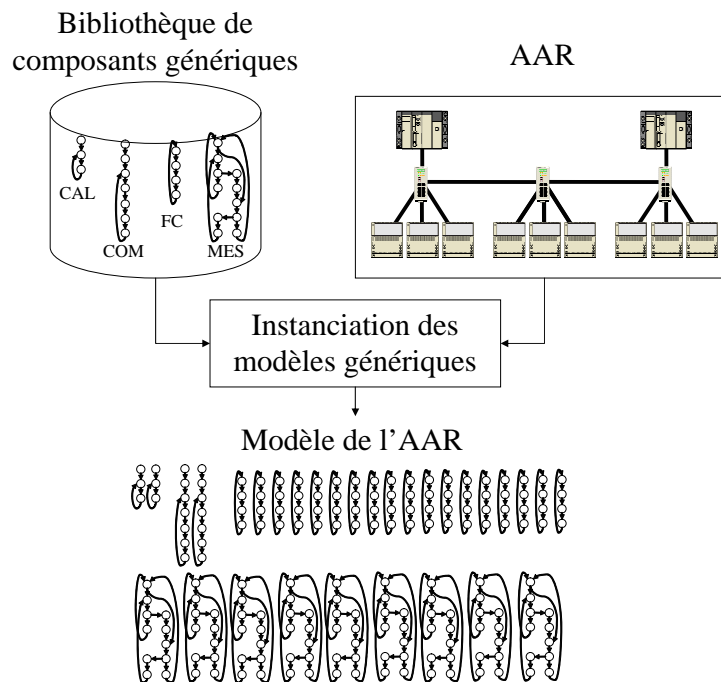 Bibliothèque de
composants génériques
AAR
CAL
COM
FC
MES
Instanciation des
modèles génériques
Modèle de l'AAR